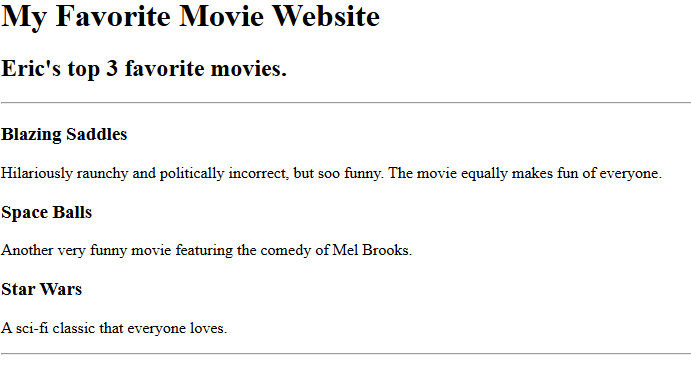 My Favorite Movie Website
Eric's top 3 favorite movies.
Blazing Saddles
Hilariously raunchy and politically incorrect, but soo funny. The movie equally makes fun of everyone.
Space Balls
Another very funny movie featuring the comedy of Mel Brooks.
Star Wars
A sci-fi classic that everyone loves.